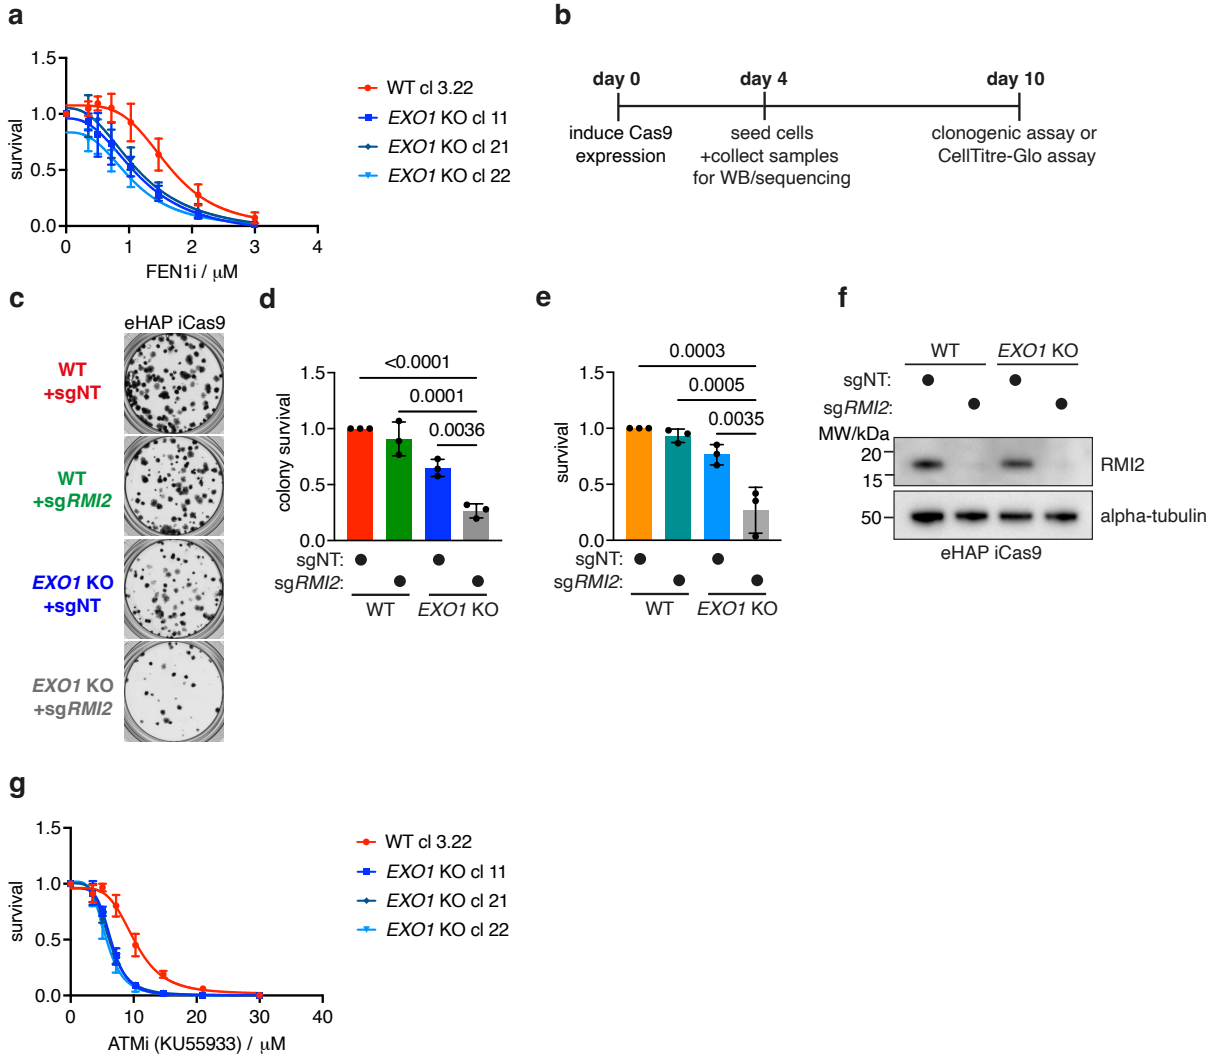 a
1.5
1.0
0.5
0.0
survival
0 1 2 3 4
FEN1i / μM
WT cl 3.22
EXO1 KO cl 11
EXO1 KO cl 21
EXO1 KO cl 22
b
day 0 day 4 day 10
induce Cas9
expression
seed cells
+collect samples
for WB/sequencing
clonogenic assay or
CellTitre-Glo assay
c
eHAP iCas9
WT
+sgNT
WT
+sgRMI2
EXO1 KO
+sgNT
EXO1 KO
+sgRMI2
d
1.5
1.0
0.5
0.0
colony survival
<0.0001
0.0001
0.0036
sgNT:
sgRMI2:
WT EXO1 KO
e
1.5
1.0
0.5
0.0
survival
0.0003
0.0005
0.0035
sgNT:
sgRMI2:
WT EXO1 KO
f
WT EXO1 KO
sgNT:
sgRMI2:
MW/kDa
20
15
RMI2
50
alpha-tubulin
eHAP iCas9
g
1.5
1.0
0.5
0.0
survival
0 10 20 30 40
ATMi (KU55933) / μM
WT cl 3.22
EXO1 KO cl 11
EXO1 KO cl 21
EXO1 KO cl 22